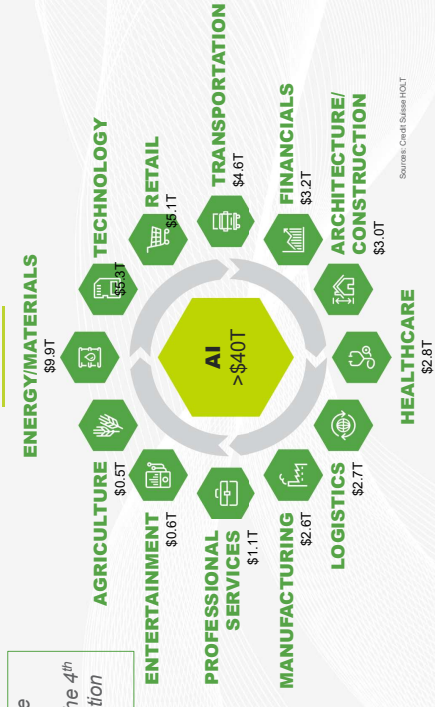 e
he 4th
tion
ENERGY/MATERIALS
$9.9T
TECHNOLOGY
$5.3T
RETAIL
$5.1T
TRANSPORTATION
$4.6T
FINANCIALS
$3.2T
ARCHITECTURE/
CONSTRUCTION
$3.0T
HEALTHCARE
$2.8T
LOGISTICS
$2.7T
MANUFACTURING
$2.6T
PROFESSIONAL
SERVICES
$1.1T
ENTERTAINMENT
$0.6T
AGRICULTURE
$0.5T
AI
>$40T
Sources: Credit Suisse HOLT